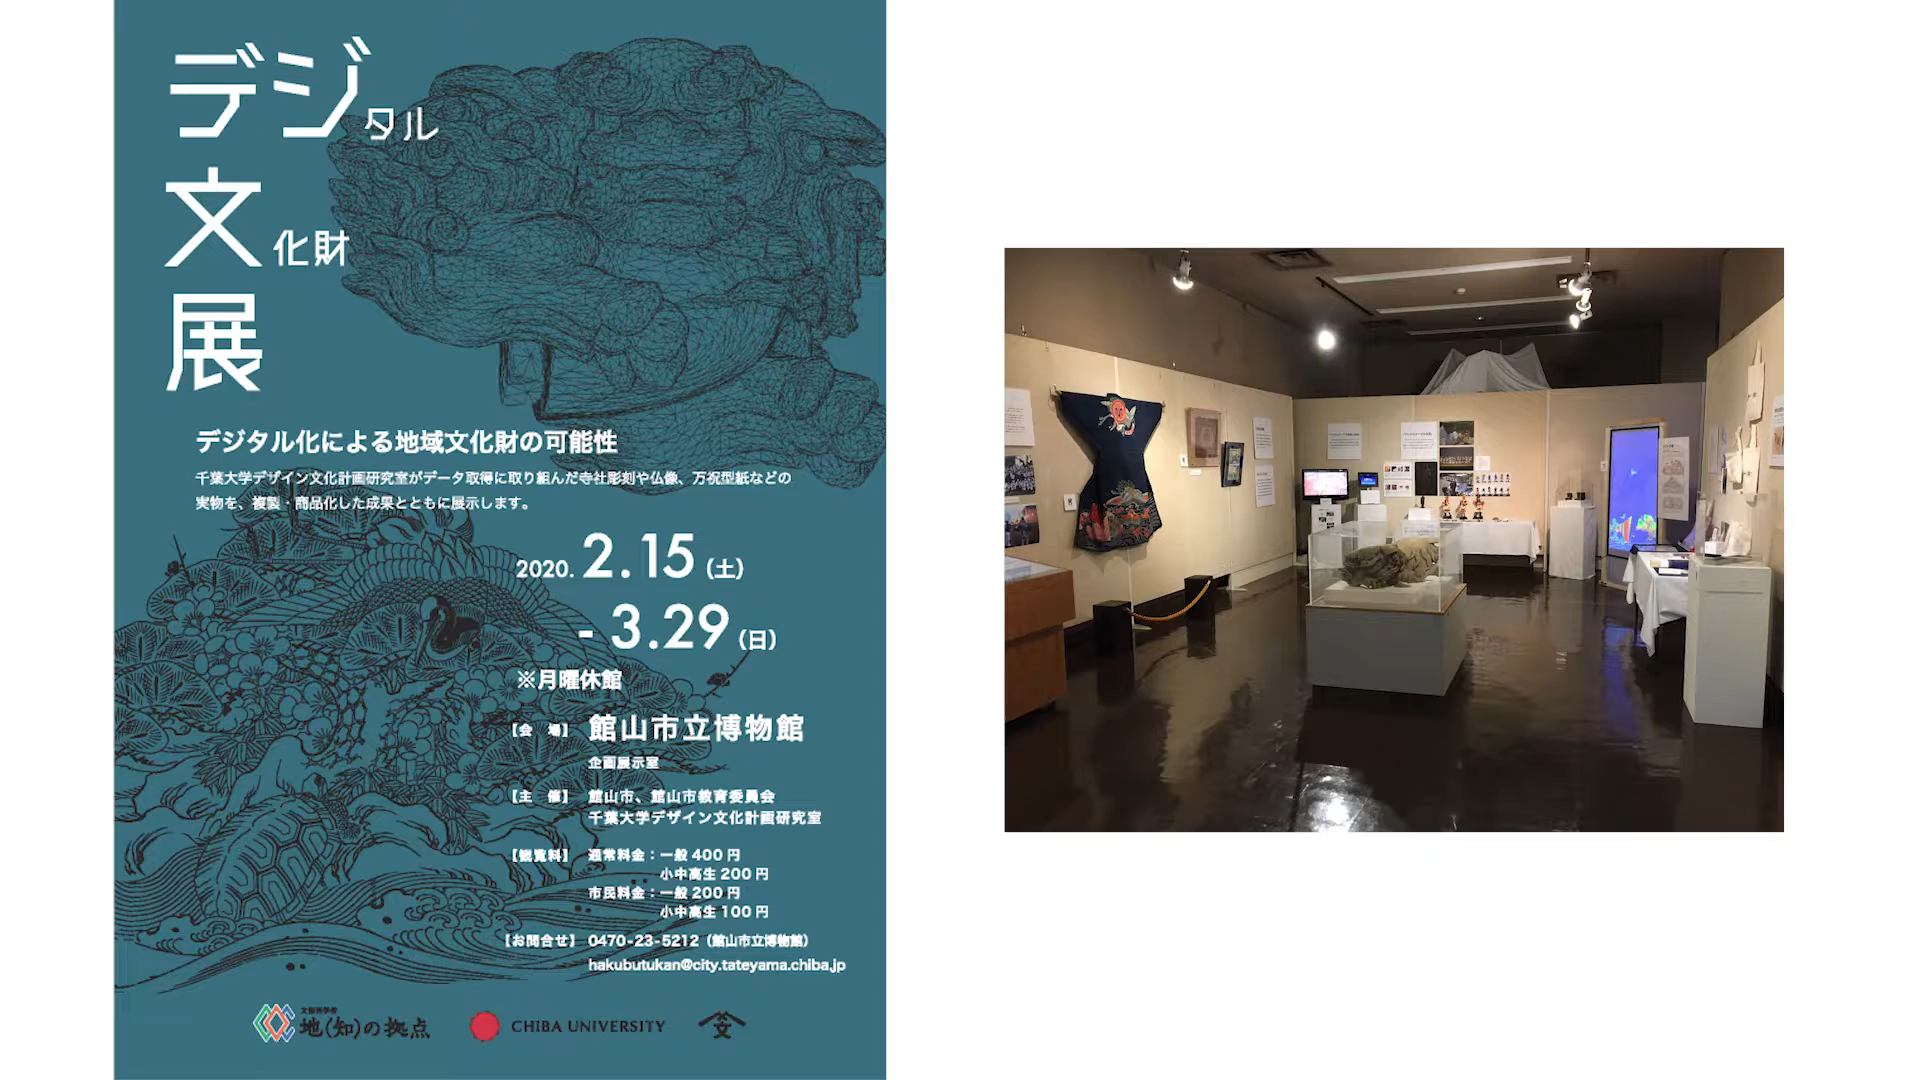 デジタル
文化財
展
デジタル化による地域文化財の可能性
千葉大学デザイン文化計画研究室がデータ取得に取り組んだ寺社彫刻や仏像、万祝型紙などの
実物を、複製・商品化した成果とともに展示します。
2020. 2.15（土）
- 3.29（日）
※月曜休館
【会 場】 館山市立博物館
企画展示室
【主 催】 館山市、館山市教育委員会
千葉大学デザイン文化計画研究室
【観覧料】 通常料金：一般 400 円
小中高生 200 円
市民料金：一般 200 円
小中高生 100 円
【お問合せ】 0470-23-5212（館山市立博物館）
hakubutukan@city.tateyama.chiba.jp
文部科学省
地(知)の拠点
CHIBA UNIVERSITY
文